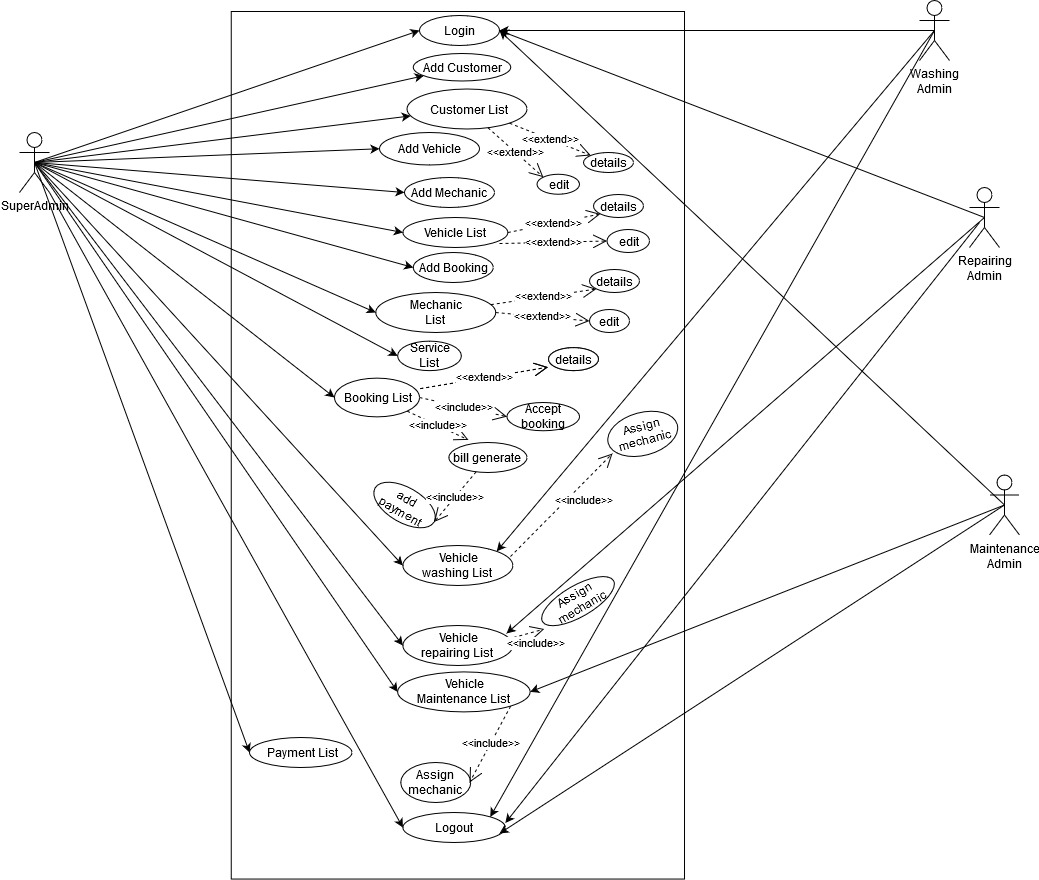 Login
Washing
Admin
Add Customer
Customer List
<<extend>>
<<extend>>
details
edit
Add Vehicle
SuperAdmin
Add Mechanic
details
Vehicle List
<<extend>>
<<extend>>
edit
Repairing
Admin
Add Booking
details
Mechanic
List
<<extend>>
<<extend>>
edit
Service
List
details
<<extend>>
Booking List
<<include>>
Accept
booking
<<include>>
Assign
mechanic
bill generate
<<include>>
add
payment
<<include>>
Maintenance
Admin
Vehicle
washing List
Assign
mechanic
Vehicle
repairing List
<<include>>
Vehicle
Maintenance List
<<include>>
Payment List
Assign
mechanic
Logout